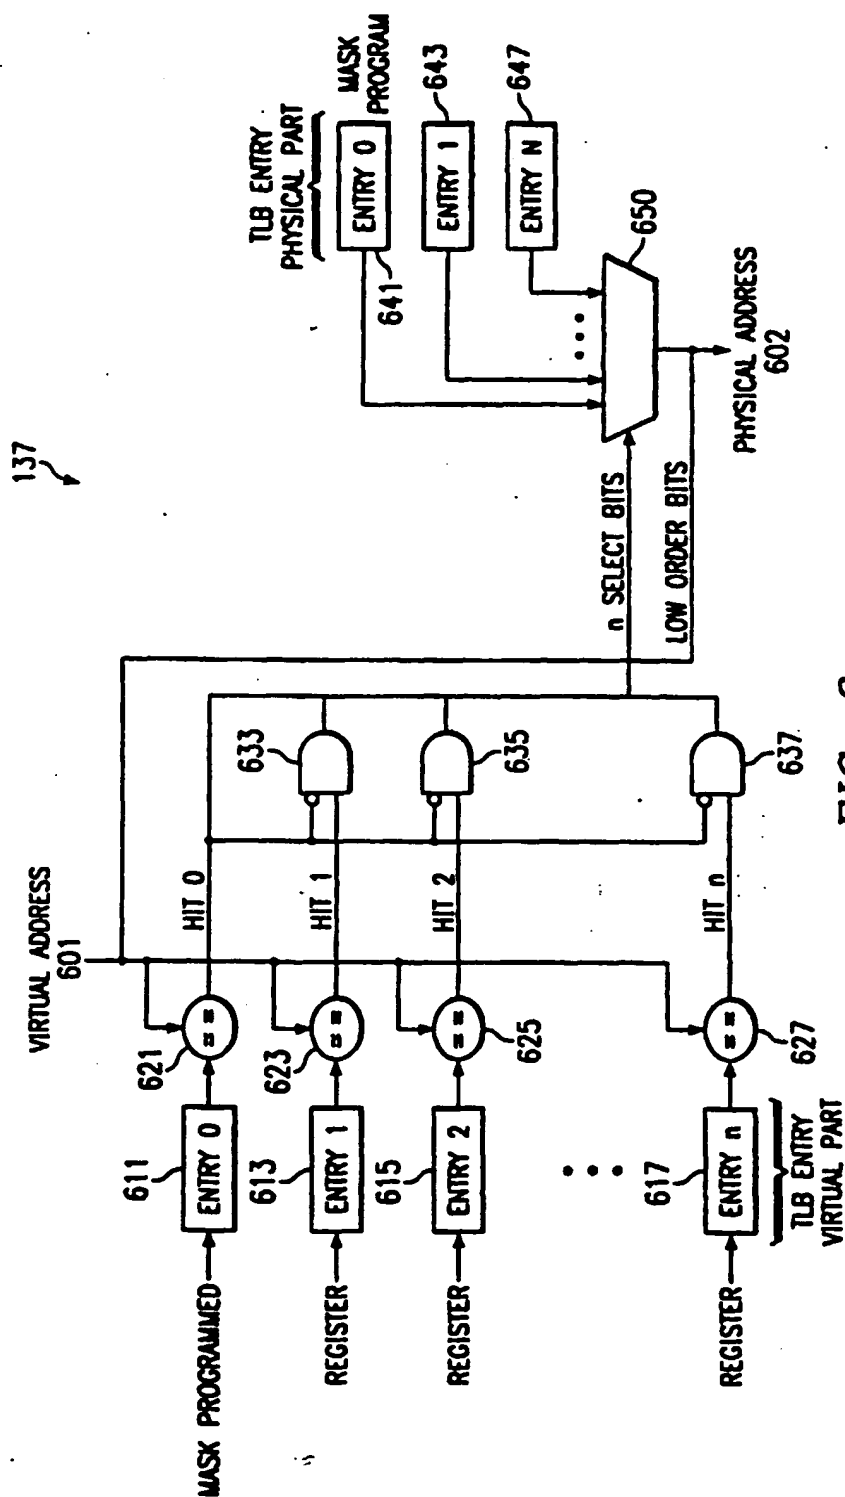 137
VIRTUAL ADDRESS
601
MASK PROGRAMMED
611
ENTRY 0
621
= =
HIT 0
REGISTER
613
ENTRY 1
623
= =
HIT 1
633
REGISTER
615
ENTRY 2
625
= =
HIT 2
635
REGISTER
617
ENTRY n
627
= =
HIT n
637
TLB ENTRY
VIRTUAL PART
n SELECT BITS
LOW ORDER BITS
TLB ENTRY
PHYSICAL PART
MASK
PROGRAM
641
ENTRY 0
643
ENTRY 1
647
ENTRY N
650
PHYSICAL ADDRESS
602